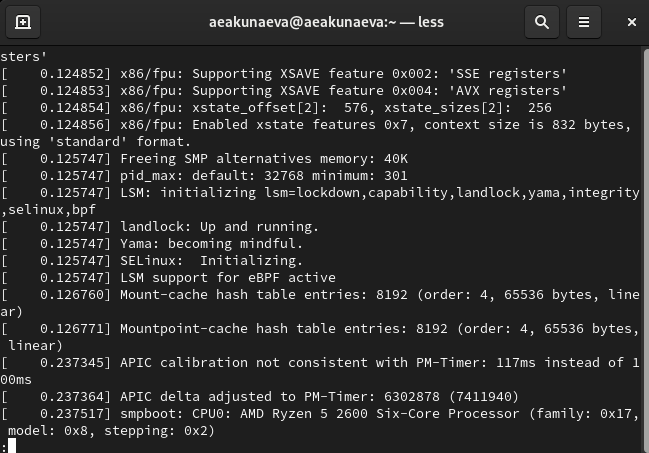 aeakunaeva@aeakunaeva:~ — less
sters'
[    0.124852] x86/fpu: Supporting XSAVE feature 0x002: 'SSE registers'
[    0.124853] x86/fpu: Supporting XSAVE feature 0x004: 'AVX registers'
[    0.124854] x86/fpu: xstate_offset[2]:  576, xstate_sizes[2]:  256
[    0.124856] x86/fpu: Enabled xstate features 0x7, context size is 832 bytes,
using 'standard' format.
[    0.125747] Freeing SMP alternatives memory: 40K
[    0.125747] pid_max: default: 32768 minimum: 301
[    0.125747] LSM: initializing lsm=lockdown,capability,landlock,yama,integrity
,selinux,bpf
[    0.125747] landlock: Up and running.
[    0.125747] Yama: becoming mindful.
[    0.125747] SELinux:  Initializing.
[    0.125747] LSM support for eBPF active
[    0.126760] Mount-cache hash table entries: 8192 (order: 4, 65536 bytes, line
ar)
[    0.126771] Mountpoint-cache hash table entries: 8192 (order: 4, 65536 bytes,
 linear)
[    0.237345] APIC calibration not consistent with PM-Timer: 117ms instead of 1
00ms
[    0.237364] APIC delta adjusted to PM-Timer: 6302878 (7411940)
[    0.237517] smpboot: CPU0: AMD Ryzen 5 2600 Six-Core Processor (family: 0x17,
 model: 0x8, stepping: 0x2)
: